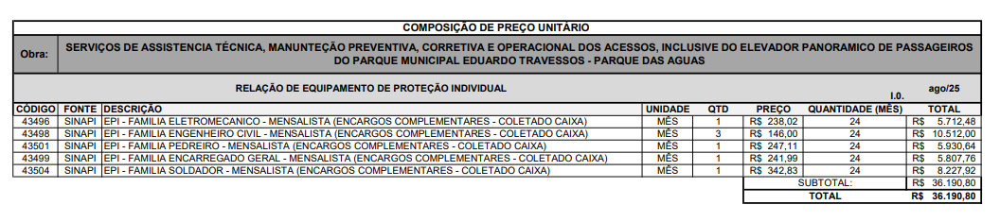 COMPOSIÇÃO DE PREÇO UNITÁRIO
Obra: SERVIÇOS DE ASSISTENCIA TÉCNICA, MANUNTEÇÃO PREVENTIVA, CORRETIVA E OPERACIONAL DOS ACESSOS, INCLUSIVE DO ELEVADOR PANORAMICO DE PASSAGEIROS
DO PARQUE MUNICIPAL EDUARDO TRAVESSOS - PARQUE DAS AGUAS
RELAÇÃO DE EQUIPAMENTO DE PROTEÇÃO INDIVIDUAL I.0. ago/25
CÓDIGO FONTE DESCRIÇÃO UNIDADE QTD PREÇO QUANTIDADE (MÊS) TOTAL
43496 SINAPI EPI - FAMILIA ELETROMECANICO - MENSALISTA (ENCARGOS COMPLEMENTARES - COLETADO CAIXA) MÊS 1 R$ 238,02 24 R$ 5.712,48
43498 SINAPI EPI - FAMILIA ENGENHEIRO CIVIL - MENSALISTA (ENCARGOS COMPLEMENTARES - COLETADO CAIXA) MÊS 3 R$ 146,00 24 R$ 10.512,00
43501 SINAPI EPI - FAMILIA PEDREIRO - MENSALISTA (ENCARGOS COMPLEMENTARES - COLETADO CAIXA) MÊS 1 R$ 247,11 24 R$ 5.930,64
43499 SINAPI EPI - FAMILIA ENCARREGADO GERAL - MENSALISTA (ENCARGOS COMPLEMENTARES - COLETADO CAIXA) MÊS 1 R$ 241,99 24 R$ 5.807,76
43504 SINAPI EPI - FAMILIA SOLDADOR - MENSALISTA (ENCARGOS COMPLEMENTARES - COLETADO CAIXA) MÊS 1 R$ 342,83 24 R$ 8.227,92
SUBTOTAL: R$ 36.190,80
TOTAL R$ 36.190,80